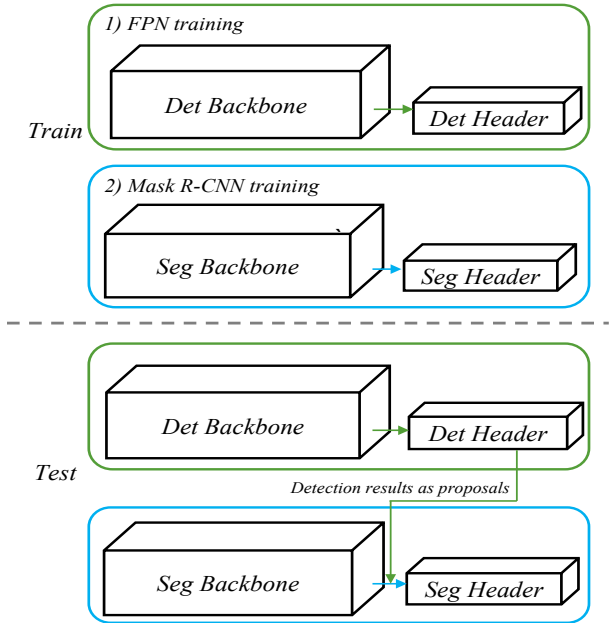 1) FPN training
Det Backbone
Det Header
Train
2) Mask R-CNN training
Seg Backbone
Seg Header
Det Backbone
Det Header
Test
Detection results as proposals
Seg Backbone
Seg Header